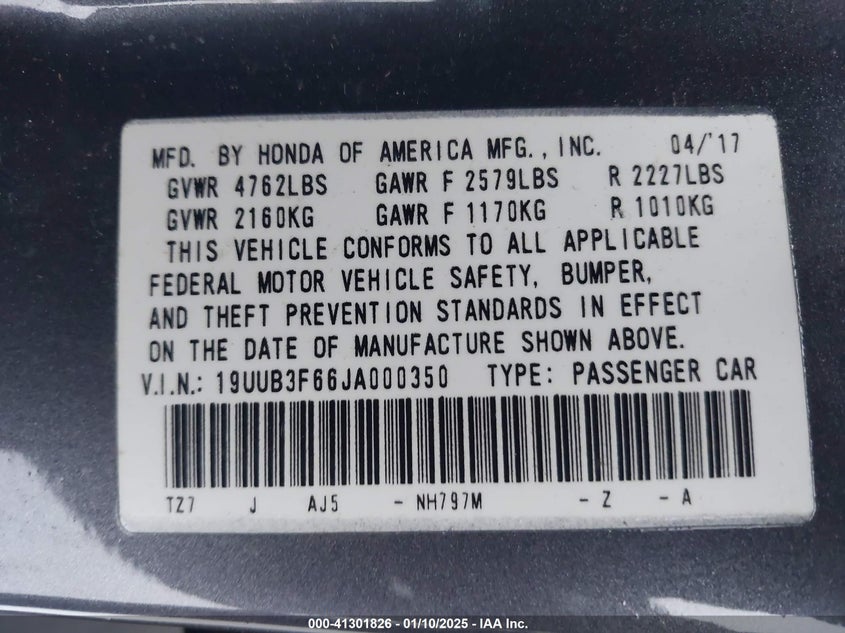 MFD. BY HONDA OF AMERICA MFG., INC. 04/'17
GVWR 4762LBS GAWR F 2579LBS R 2227LBS
GVWR 2160KG GAWR F 1170KG R 1010KG
THIS VEHICLE CONFORMS TO ALL APPLICABLE
FEDERAL MOTOR VEHICLE SAFETY, BUMPER,
AND THEFT PREVENTION STANDARDS IN EFFECT
ON THE DATE OF MANUFACTURE SHOWN ABOVE.
V.I.N.: 19UUB3F66JA000350 TYPE: PASSENGER CAR
TZ7 J AJ5 - NH797M - Z - A
000-41301826 - 01/10/2025 - IAA Inc.